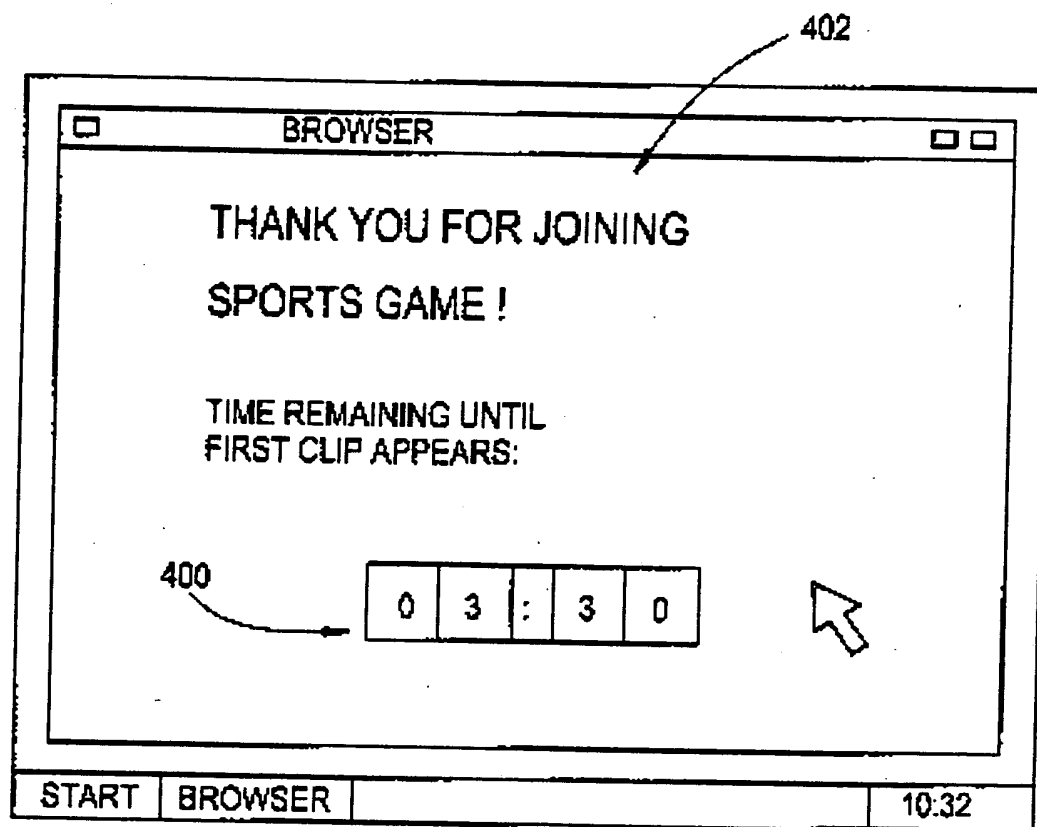 402
BROWSER
THANK YOU FOR JOINING
SPORTS GAME !
TIME REMAINING UNTIL
FIRST CLIP APPEARS:
400
0 3 : 3 0
START BROWSER 10:32